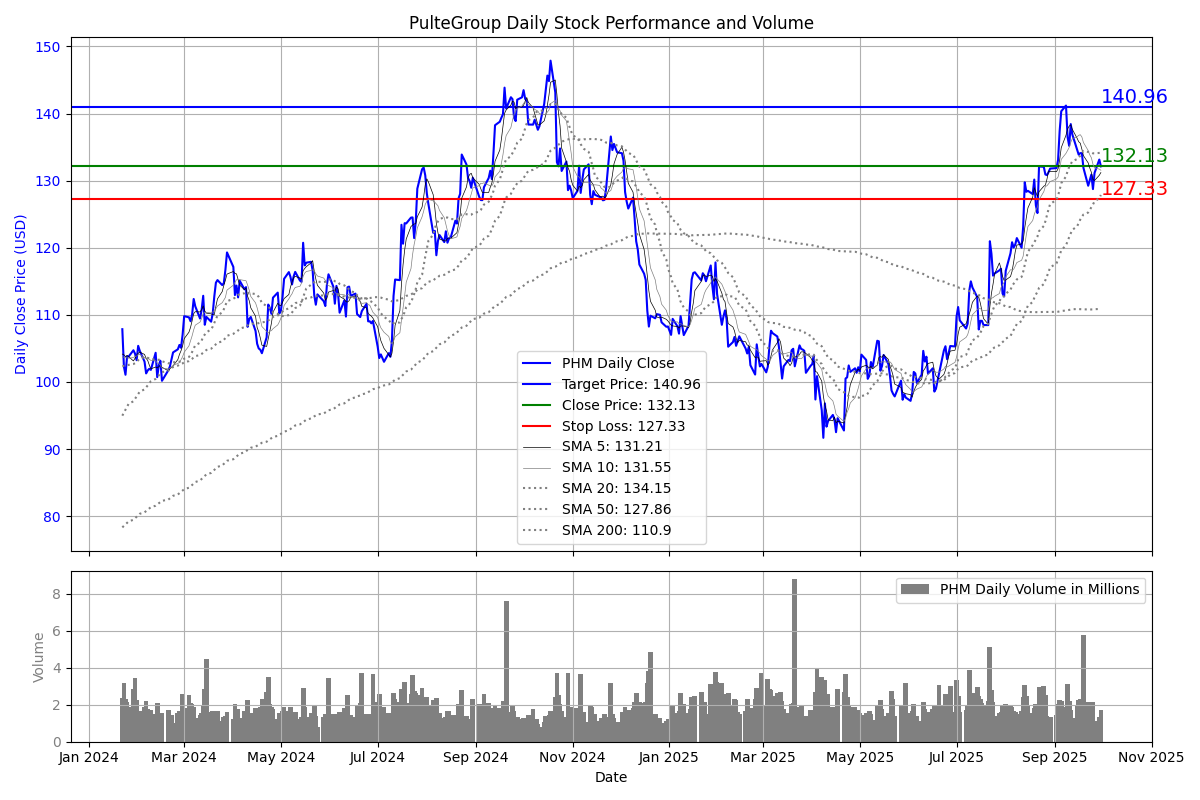 PulteGroup Daily Stock Performance and Volume
150
140
130
120
110
100
90
80
Daily Close Price (USD)
140.96
132.13
127.33
PHM Daily Close
Target Price: 140.96
Close Price: 132.13
Stop Loss: 127.33
SMA 5: 131.21
SMA 10: 131.55
SMA 20: 134.15
SMA 50: 127.86
SMA 200: 110.9
8
6
4
2
0
Volume
PHM Daily Volume in Millions
Jan 2024 Mar 2024 May 2024 Jul 2024 Sep 2024 Nov 2024 Jan 2025 Mar 2025 May 2025 Jul 2025 Sep 2025 Nov 2025
Date